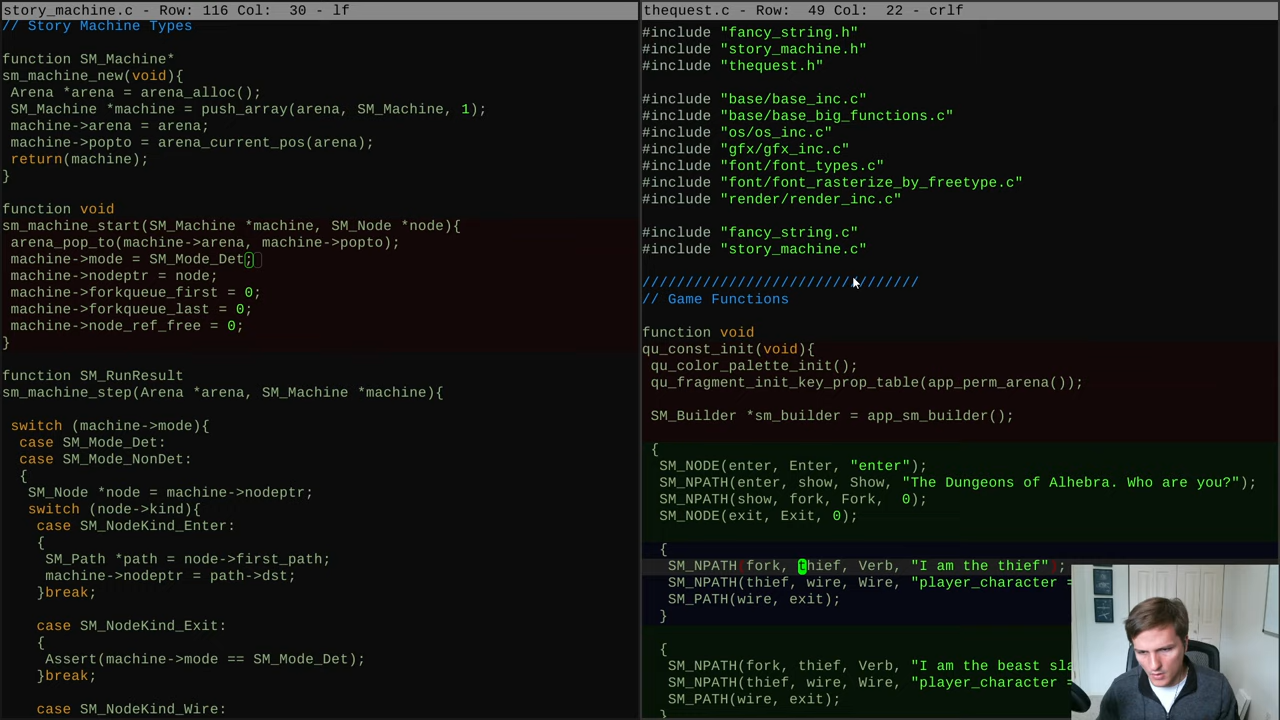 story_machine.c - Row: 116 Col:  30 - lf
// Story Machine Types
function SM_Machine*
sm_machine_new(void){
Arena *arena = arena_alloc();
SM_Machine *machine = push_array(arena, SM_Machine, 1);
machine->arena = arena;
machine->popto = arena_current_pos(arena);
return(machine);
}
function void
sm_machine_start(SM_Machine *machine, SM_Node *node){
arena_pop_to(machine->arena, machine->popto);
machine->mode = SM_Mode_Det;
machine->nodeptr = node;
machine->forkqueue_first = 0;
machine->forkqueue_last = 0;
machine->node_ref_free = 0;
}
function SM_RunResult
sm_machine_step(Arena *arena, SM_Machine *machine){
switch (machine->mode){
case SM_Mode_Det:
case SM_Mode_NonDet:
{
SM_Node *node = machine->nodeptr;
switch (node->kind){
case SM_NodeKind_Enter:
{
SM_Path *path = node->first_path;
machine->nodeptr = path->dst;
}break;
case SM_NodeKind_Exit:
{
Assert(machine->mode == SM_Mode_Det);
}break;
case SM_NodeKind_Wire:
thequest.c - Row:  49 Col:  22 - crlf
#include "fancy_string.h"
#include "story_machine.h"
#include "thequest.h"
#include "base/base_inc.c"
#include "base/base_big_functions.c"
#include "os/os_inc.c"
#include "gfx/gfx_inc.c"
#include "font/font_types.c"
#include "font/font_rasterize_by_freetype.c"
#include "render/render_inc.c"
#include "fancy_string.c"
#include "story_machine.c"
////////////////////////////////
// Game Functions
function void
qu_const_init(void){
qu_color_palette_init();
qu_fragment_init_key_prop_table(app_perm_arena());
SM_Builder *sm_builder = app_sm_builder();
{
SM_NODE(enter, Enter, "enter");
SM_NPATH(enter, show, Show, "The Dungeons of Alhebra. Who are you?");
SM_NPATH(show, fork, Fork,  0);
SM_NODE(exit, Exit, 0);
{
SM_NPATH(fork, thief, Verb, "I am the thief");
SM_NPATH(thief, wire, Wire, "player_character =
SM_PATH(wire, exit);
}
{
SM_NPATH(fork, thief, Verb, "I am the beast sla
SM_NPATH(thief, wire, Wire, "player_character =
SM_PATH(wire, exit);
}